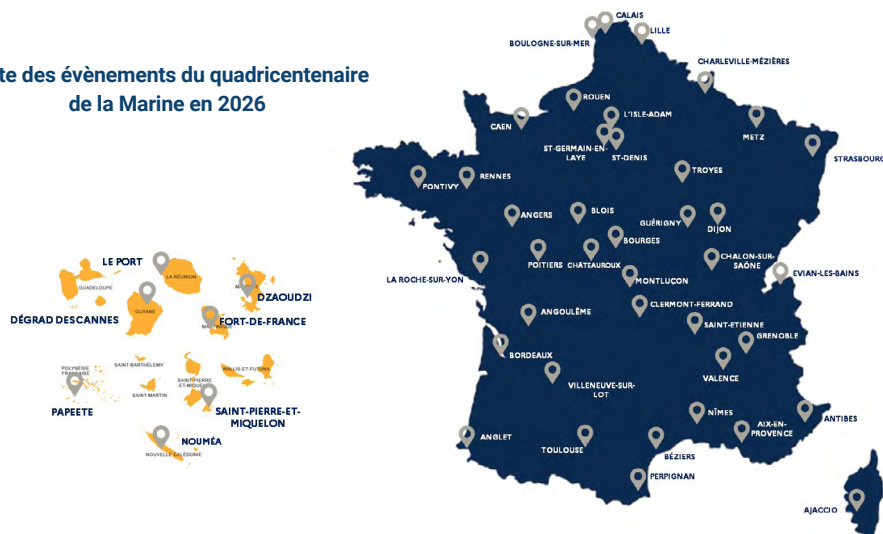 te des évènements du quadricentenaire
de la Marine en 2026
CALAIS
BOULOGNE-SUR-MER
LILLE
CHARLEVILLE-MÉZIÈRES
ROUEN
L'ISLE-ADAM
CAEN
METZ
ST-GERMAIN-EN-
LAYE
ST-DENIS
STRASBOURG
PONTIVY
RENNES
TROYES
ANGERS
BLOIS
GUÉRIGNY
DIJON
BOURGES
LA ROCHE-SUR-YON
POITIERS
CHÂTEAUROUX
CHALON-SUR-
SAÔNE
EVIAN-LES-BAINS
MONTLUÇON
ANGOULÊME
CLERMONT-FERRAND
SAINT-ETIENNE
GRENOBLE
BORDEAUX
VALENCE
VILLENEUVE-SUR-
LOT
NÎMES
AIX-EN-
PROVENCE
ANTIBES
ANGLET
TOULOUSE
BÉZIERS
PERPIGNAN
AJACCIO
LE PORT
GUADELOUPE
LA RÉUNION
DZAOUDZI
DÉGRAD DES CANNES
GUYANE
FORT-DE-FRANCE
MARTINIQUE
POLYNÉSIE
FRANÇAISE
SAINT-BARTHÉLEMY
SAINT-MARTIN
SAINT-PIERRE
ET-MIQUELON
WALLIS-ET-FUTUNA
PAPEETE
SAINT-PIERRE-ET-
MIQUELON
NOUMÉA
NOUVELLE CALÉDONIE